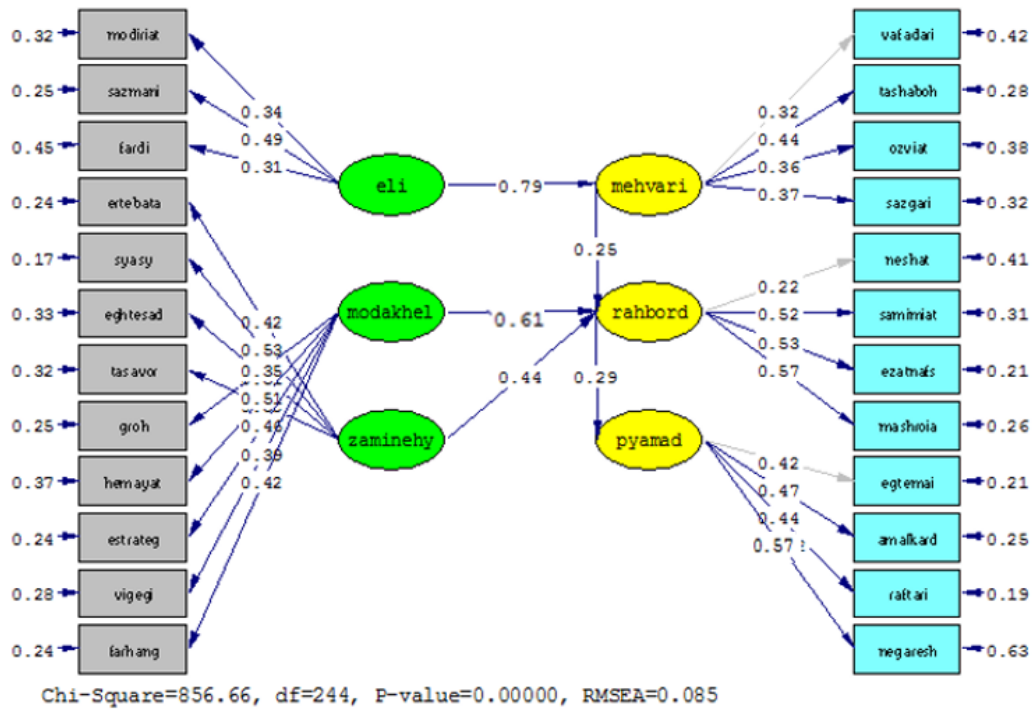 0.32 modiriat
0.25 sazmani
0.45 fardi
0.24 ertebata
0.17 syasy
0.33 eghtesad
0.32 tasavor
0.25 groh
0.37 hemayat
0.24 estrateg
0.28 vigegi
0.24 farhang
0.34
0.49
0.31
0.42
0.53
0.35
0.51
0.46
0.39
0.42
eli
modakhel
zaminehy
0.79
0.61
0.44
mehvari
0.25
rahbord
0.29
pyamad
0.32
0.44
0.36
0.37
0.22
0.52
0.53
0.57
0.42
0.47
0.44
0.57
vafadari 0.42
tashaboh 0.28
ozviat 0.38
sazgari 0.32
neshat 0.41
samimiat 0.31
ezatnafs 0.21
mashroia 0.26
egtemai 0.21
amalkard 0.25
raftari 0.19
negaresh 0.63
Chi-Square=856.66, df=244, P-value=0.00000, RMSEA=0.085